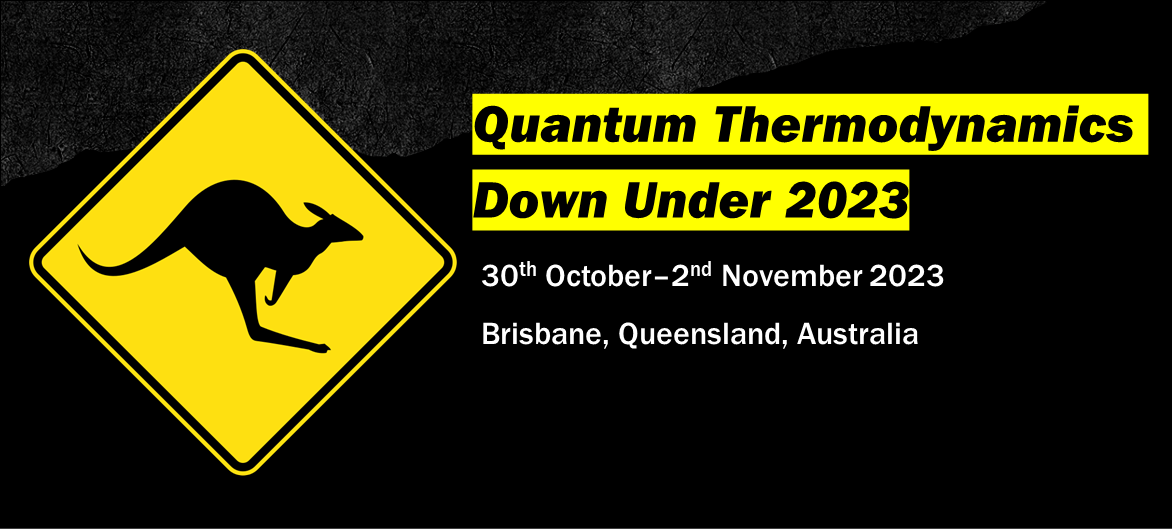 Quantum Thermodynamics
Down Under 2023
30th October–2nd November 2023
Brisbane, Queensland, Australia